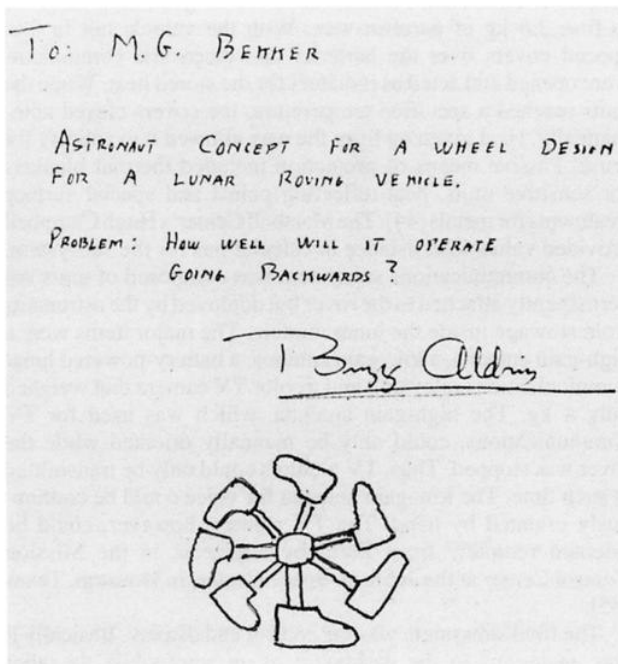 TO: M.G. BEKKER
ASTRONAUT CONCEPT FOR A WHEEL DESIGN
FOR A LUNAR ROVING VEHICLE.
PROBLEM: HOW WELL WILL IT OPERATE
GOING BACKWARDS?
Buzz Aldrin